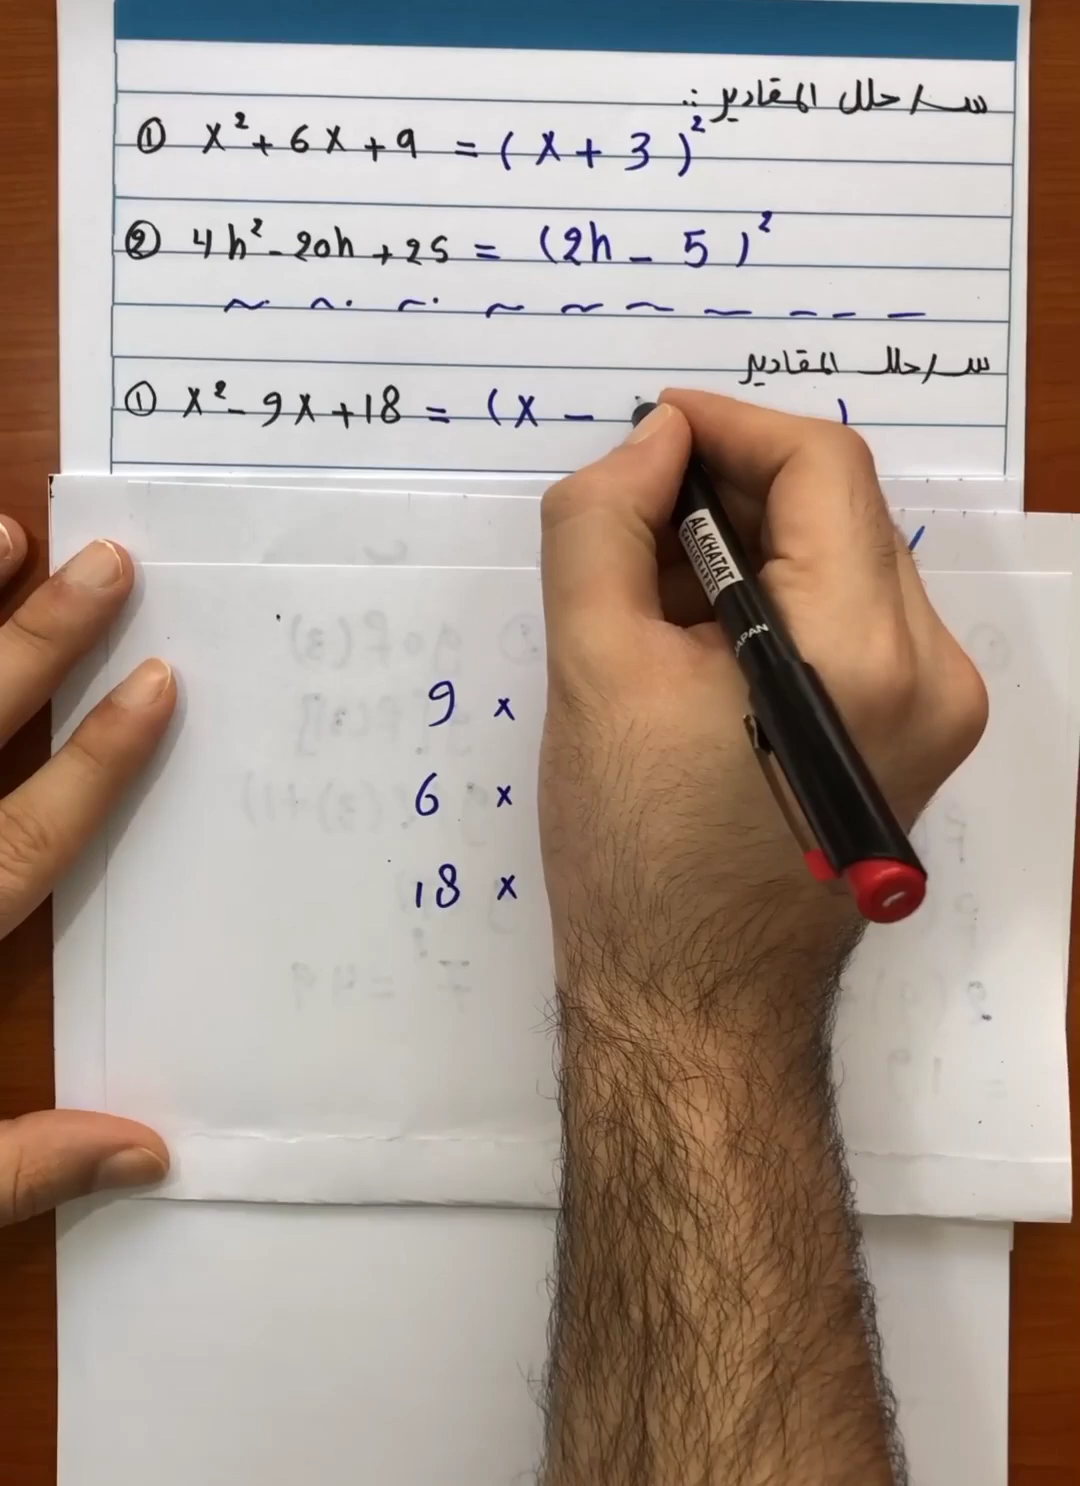 س/ حلل المقادير :
① x² + 6x + 9 = (x + 3)²
② 4h² - 20h + 25 = (2h - 5)²
س/ حلل المقادير
① x² - 9x + 18 = (x - )
9 x
6 x
18 x
AL KHATAT
CALLIGRAPHY
JAPAN